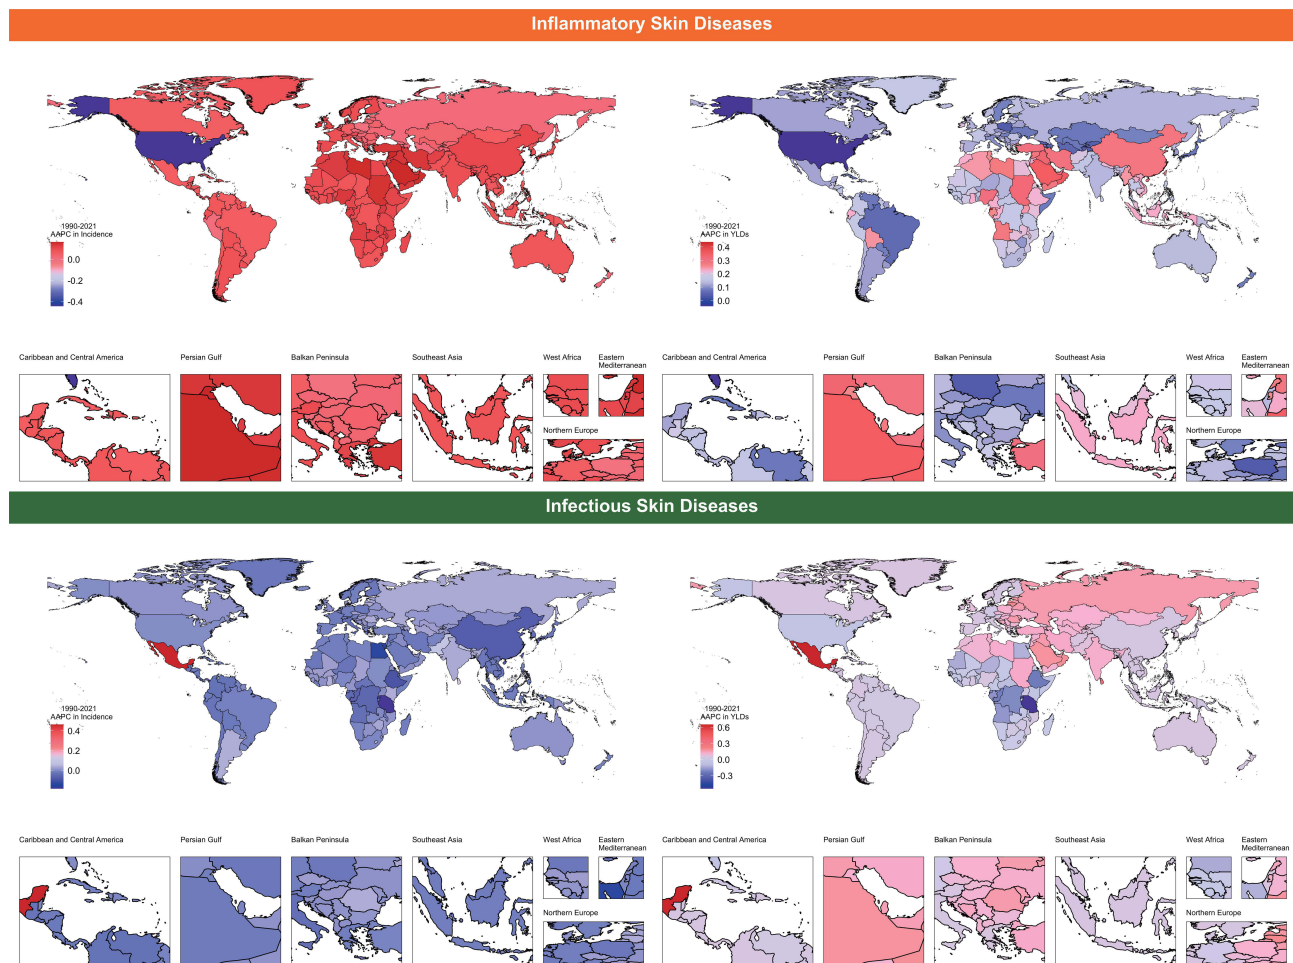 Inflammatory Skin Diseases
1990-2021
AAPC in Incidence
0.0
-0.2
-0.4
1990-2021
AAPC in YLDs
0.4
0.3
0.2
0.1
0.0
Caribbean and Central America
Persian Gulf
Balkan Peninsula
Southeast Asia
West Africa
Eastern
Mediterranean
Northern Europe
Caribbean and Central America
Persian Gulf
Balkan Peninsula
Southeast Asia
West Africa
Eastern
Mediterranean
Northern Europe
Infectious Skin Diseases
1990-2021
AAPC in Incidence
0.4
0.2
0.0
1990-2021
AAPC in YLDs
0.6
0.3
0.0
-0.3
Caribbean and Central America
Persian Gulf
Balkan Peninsula
Southeast Asia
West Africa
Eastern
Mediterranean
Northern Europe
Caribbean and Central America
Persian Gulf
Balkan Peninsula
Southeast Asia
West Africa
Eastern
Mediterranean
Northern Europe